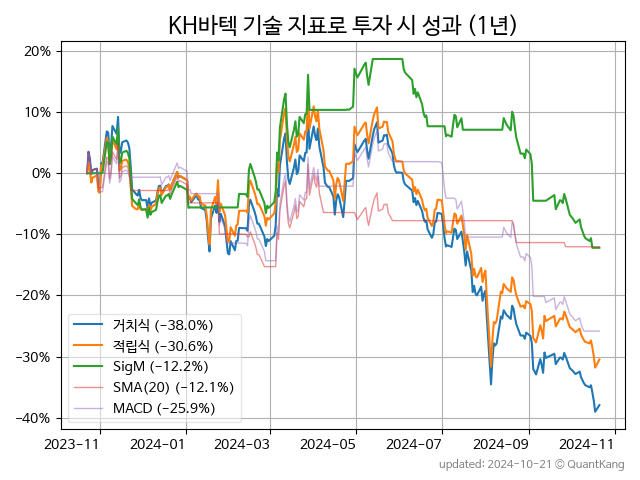 KH바텍 기술 지표로 투자 시 성과 (1년)
20%
10%
0%
−10%
−20%
−30%
−40%
거치식 (−38.0%)
적립식 (−30.6%)
SigM (−12.2%)
SMA(20) (−12.1%)
MACD (−25.9%)
2023-11 2024-01 2024-03 2024-05 2024-07 2024-09 2024-11
updated: 2024-10-21 © QuantKang